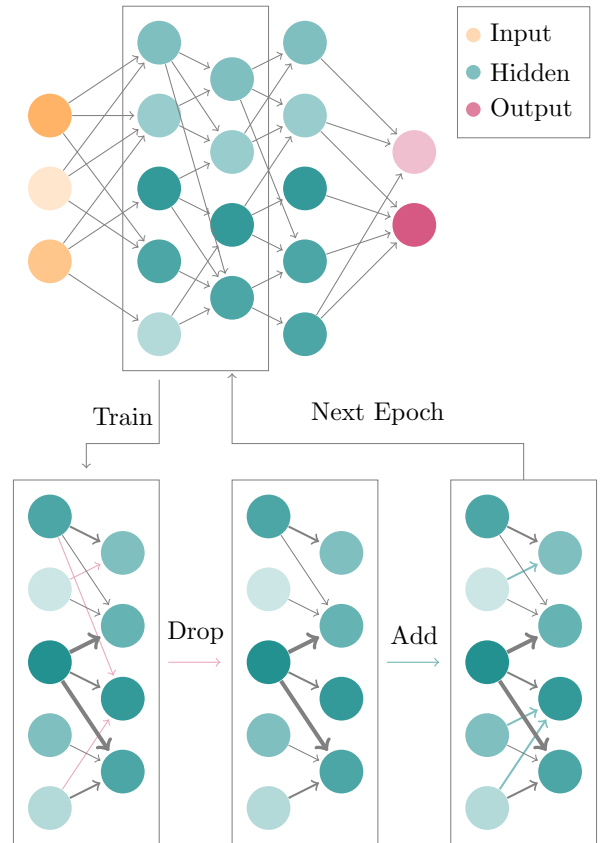 Input
Hidden
Output
Train
Next Epoch
Drop
Add